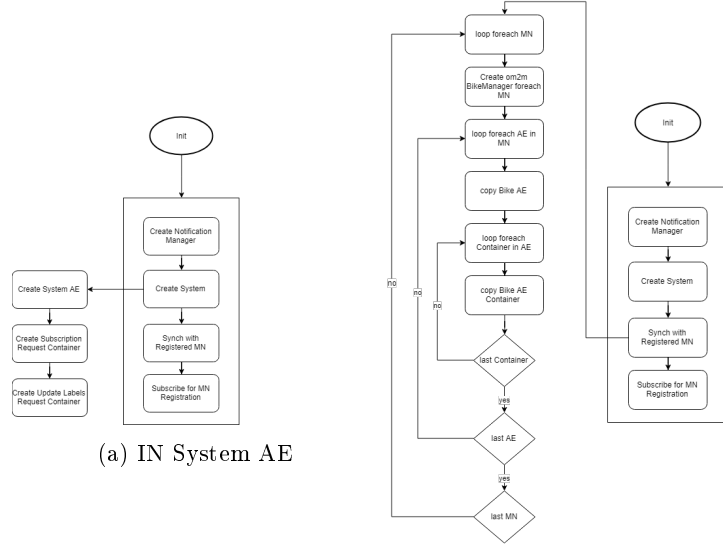 Init
Create Notification
Manager
Create System
Synch with
Registered MN
Subscribe for MN
Registration
Create System AE
Create Subscription
Request Container
Create Update Labels
Request Container
(a) IN System AE
loop foreach MN
Create om2m
BikeManager foreach
MN
loop foreach AE in
MN
copy Bike AE
loop foreach
Container in AE
copy Bike AE
Container
last Container
yes
last AE
yes
last MN
no
no
no
Init
Create Notification
Manager
Create System
Synch with
Registered MN
Subscribe for MN
Registration